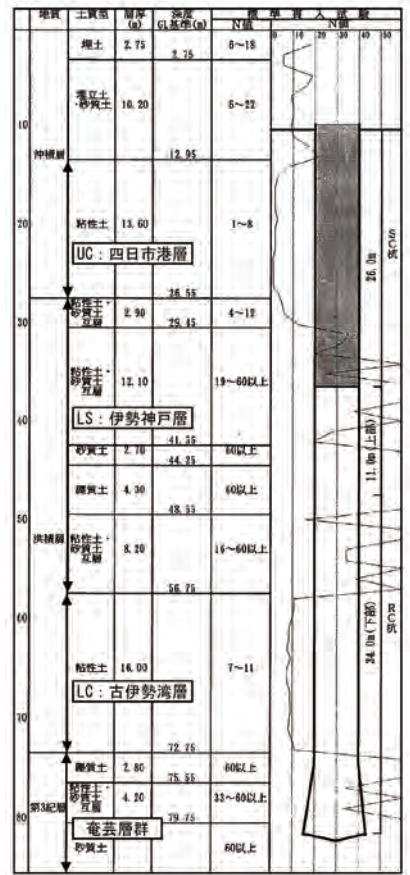 地質 土質名 層厚(m) 深度GL基準(m) 標準貫入試験
N値 N値
0 10 20 30 40 50
埋土 2.75 2.75 6~18
埋立土・砂質土 10.20 5~22
10
沖積層 12.95
20
粘性土 13.60 1~8
UC:四日市港層
26.55
粘性土・砂質土互層 2.90 4~12
30 29.45
粘性土・砂質土互層 12.10 19~60以上
40
LS:伊勢神戸層
41.55
砂質土 2.70 60以上
44.25
礫質土 4.30 60以上
50 48.55
洪積層 粘性土・砂質土互層 8.20 16~60以上
56.75
60
粘性土 16.00 7~11
LC:古伊勢湾層
70
72.75
礫質土 2.80 60以上
75.55
第3紀層 粘性土・砂質土互層 4.20 33~60以上
80 79.75
奄芸層群
砂質土 60以上
SC杭
26.0m
11.0m(上部)
RC杭
34.0m(下部)